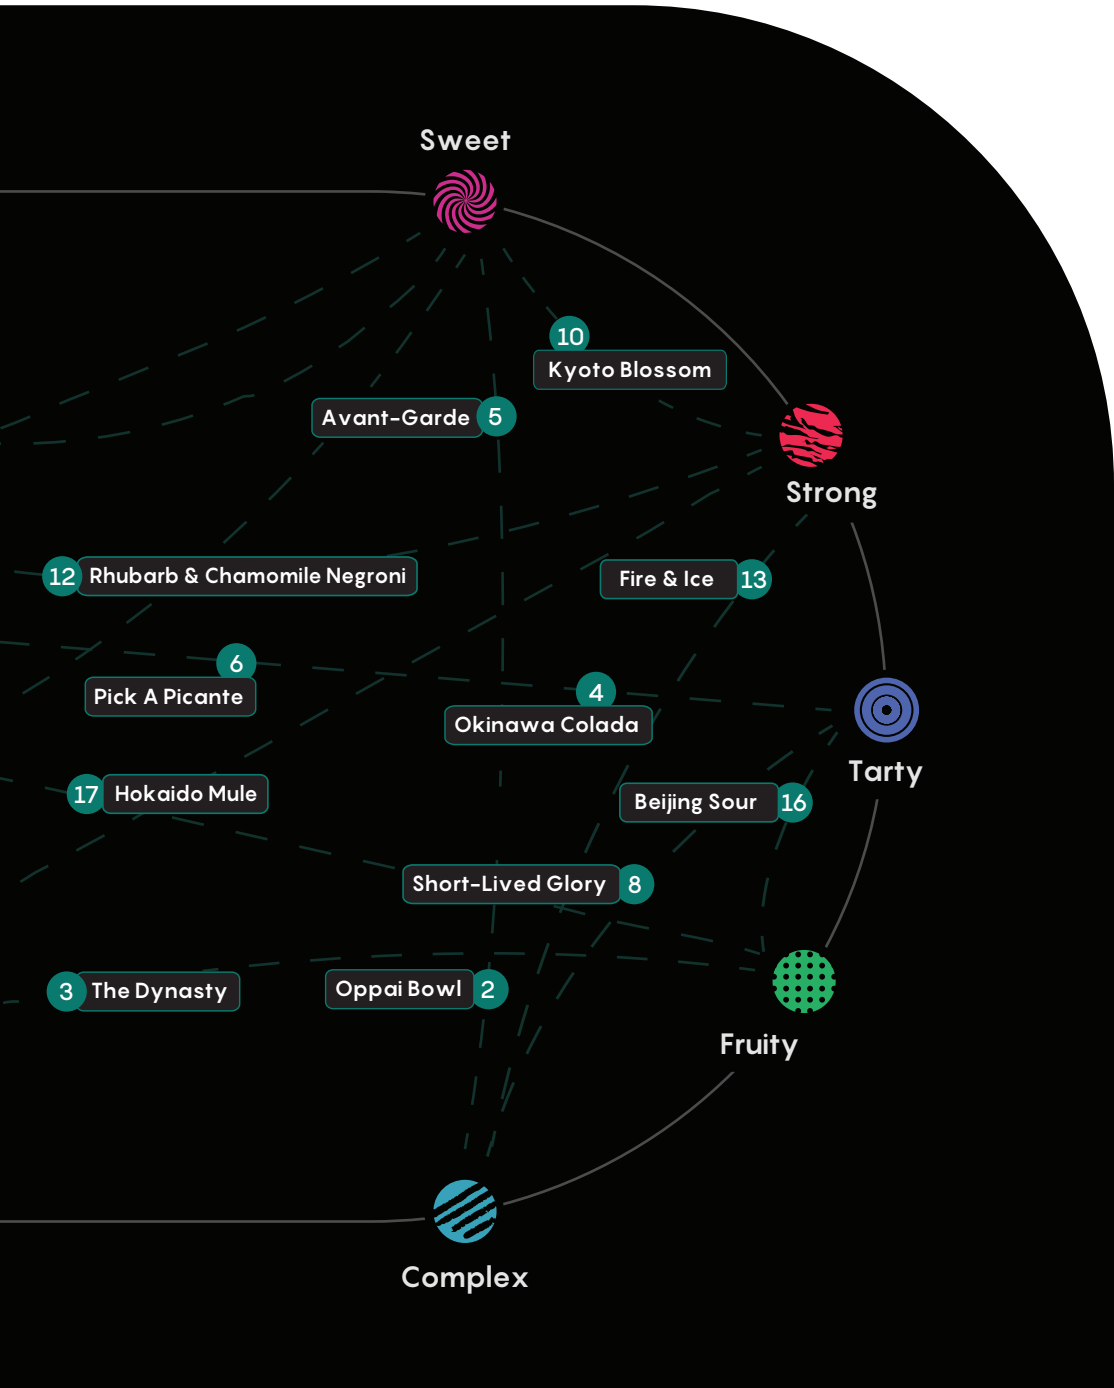 Sweet
10
Kyoto Blossom
Avant-Garde 5
Strong
12 Rhubarb & Chamomile Negroni
Fire & Ice 13
6
Pick A Picante
4
Okinawa Colada
Tarty
17 Hokaido Mule
Beijing Sour 16
Short-Lived Glory 8
3 The Dynasty
Oppai Bowl 2
Fruity
Complex